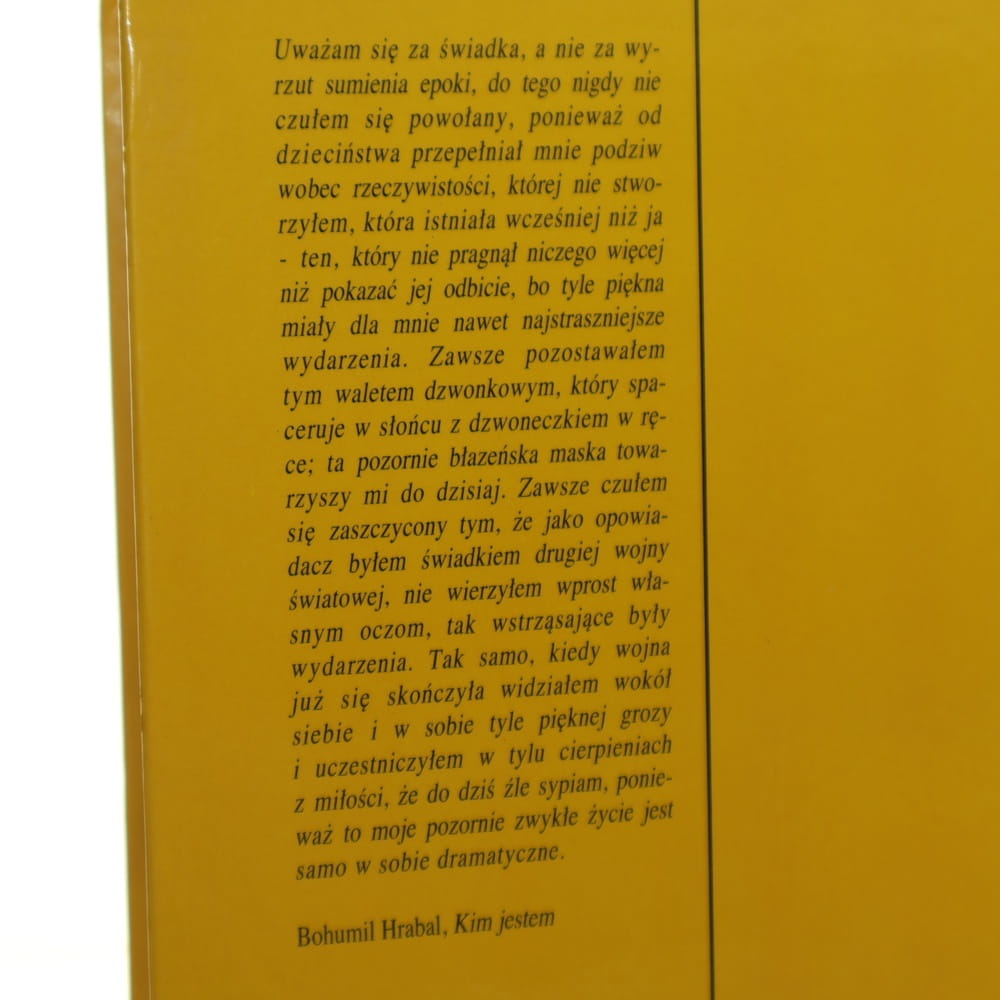 Uważam się za świadka, a nie za wy-
rzut sumienia epoki, do tego nigdy nie
czułem się powołany, ponieważ od
dzieciństwa przepełniał mnie podziw
wobec rzeczywistości, której nie stwo-
rzyłem, która istniała wcześniej niż ja
- ten, który nie pragnął niczego więcej
niż pokazać jej odbicie, bo tyle piękna
miały dla mnie nawet najstraszniejsze
wydarzenia. Zawsze pozostawałem
tym waletem dzwonkowym, który spa-
ceruje w słońcu z dzwoneczkiem w rę-
ce; ta pozornie błazeńska maska towa-
rzyszy mi do dzisiaj. Zawsze czułem
się zaszczycony tym, że jako opowia-
dacz byłem świadkiem drugiej wojny
światowej, nie wierzyłem wprost wła-
snym oczom, tak wstrząsające były
wydarzenia. Tak samo, kiedy wojna
już się skończyła widziałem wokół
siebie i w sobie tyle pięknej grozy
i uczestniczyłem w tylu cierpieniach
z miłości, że do dziś źle sypiam, ponie-
waż to moje pozornie zwykłe życie jest
samo w sobie dramatyczne.
Bohumil Hrabal, Kim jestem